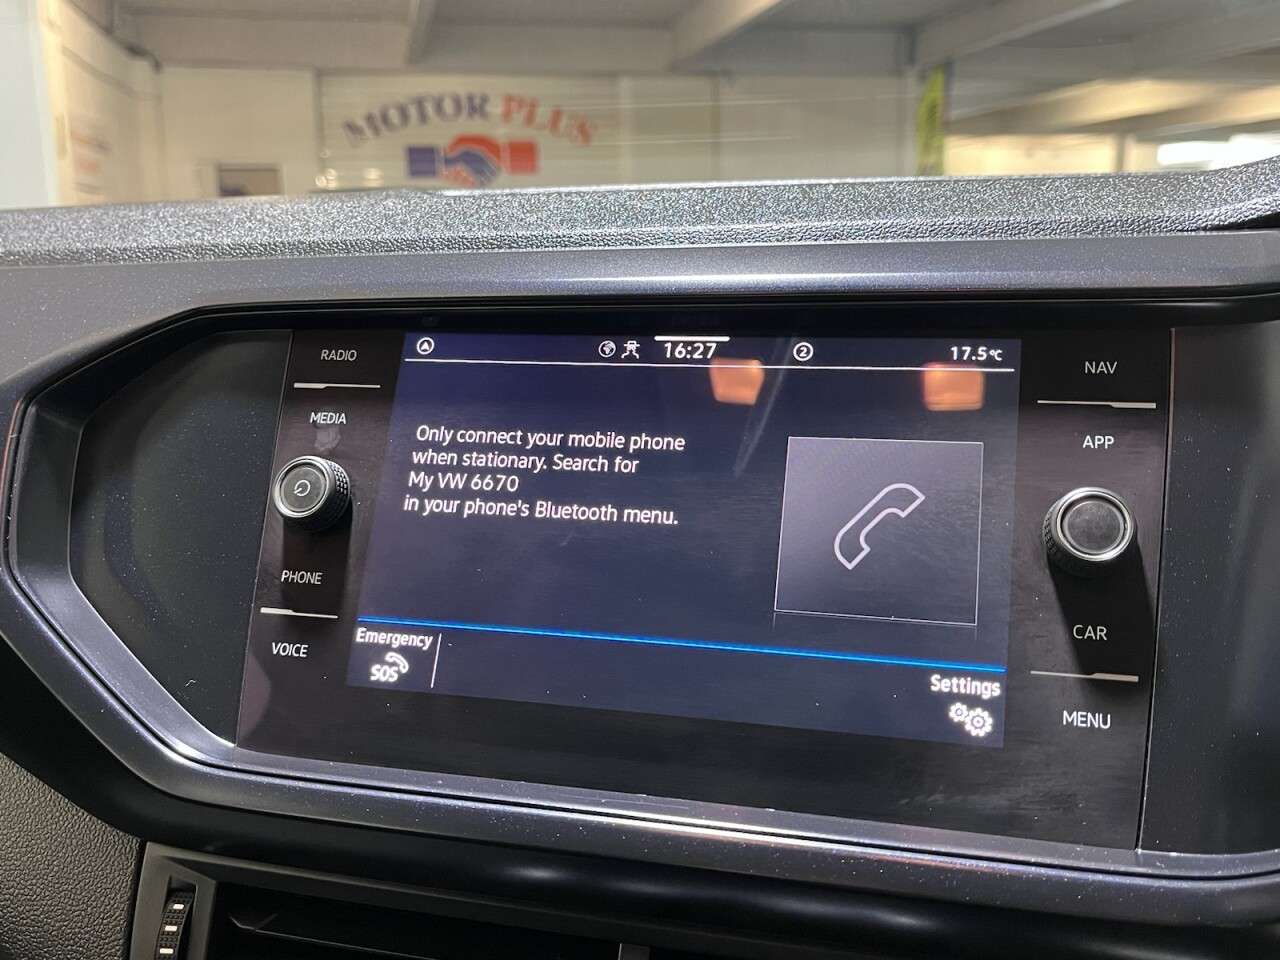 MOTOR PLUS
RADIO
MEDIA
PHONE
VOICE
16:27
2
17.5°C
Only connect your mobile phone
when stationary. Search for
My VW 6670
in your phone's Bluetooth menu.
Emergency
SOS
Settings
NAV
APP
CAR
MENU